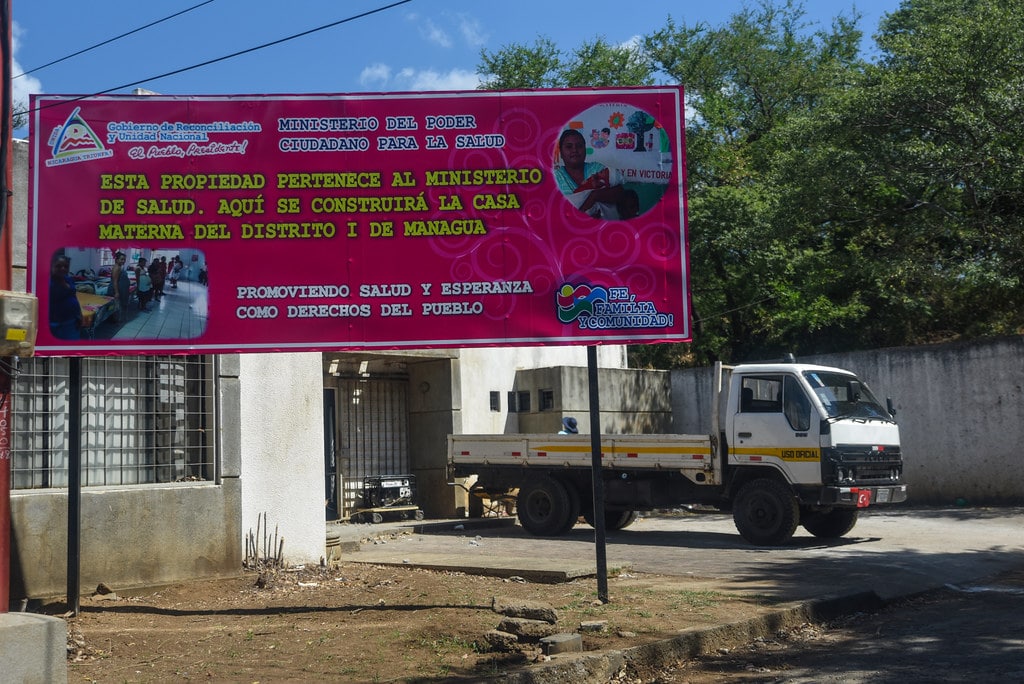 Gobierno de Reconciliación
y Unidad Nacional
El Pueblo, Presidente!
NICARAGUA TRIUNFA!
MINISTERIO DEL PODER
CIUDADANO PARA LA SALUD
ESTA PROPIEDAD PERTENECE AL MINISTERIO
DE SALUD. AQUÍ SE CONSTRUIRÁ LA CASA
MATERNA DEL DISTRITO I DE MANAGUA
Y EN VICTORIA
PROMOVIENDO SALUD Y ESPERANZA
COMO DERECHOS DEL PUEBLO
FE,
FAMILIA
Y COMUNIDAD!
USO OFICIAL